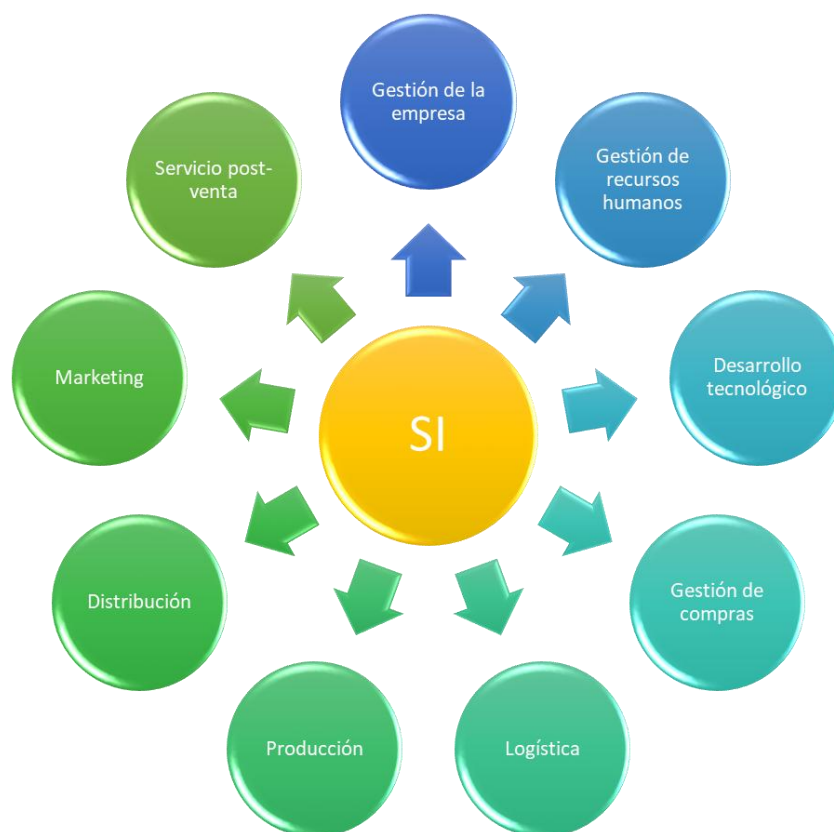 Gestión de la
empresa
Gestión de
recursos
humanos
Desarrollo
tecnológico
Gestión de
compras
Logística
Producción
Distribución
Marketing
Servicio post-
venta
SI